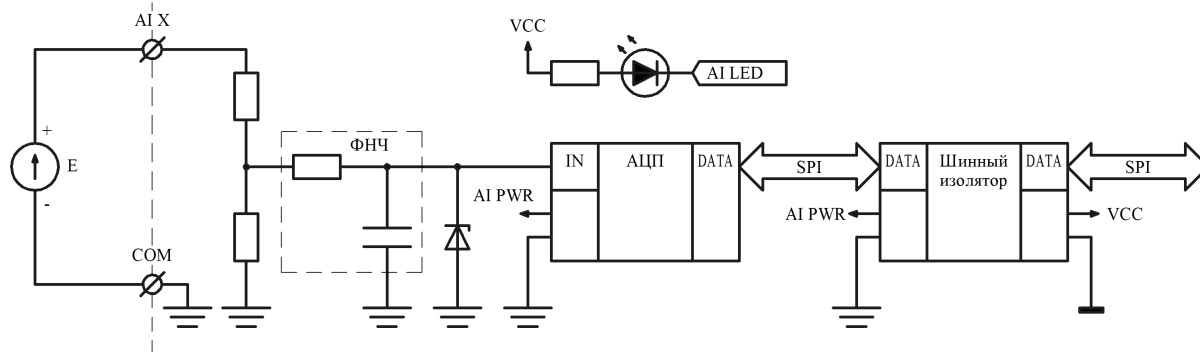 AI X
VCC
AI LED
+
E
-
ФНЧ
IN
АЦП
DATA
SPI
DATA
Шинный
изолятор
DATA
SPI
AI PWR
AI PWR
VCC
COM